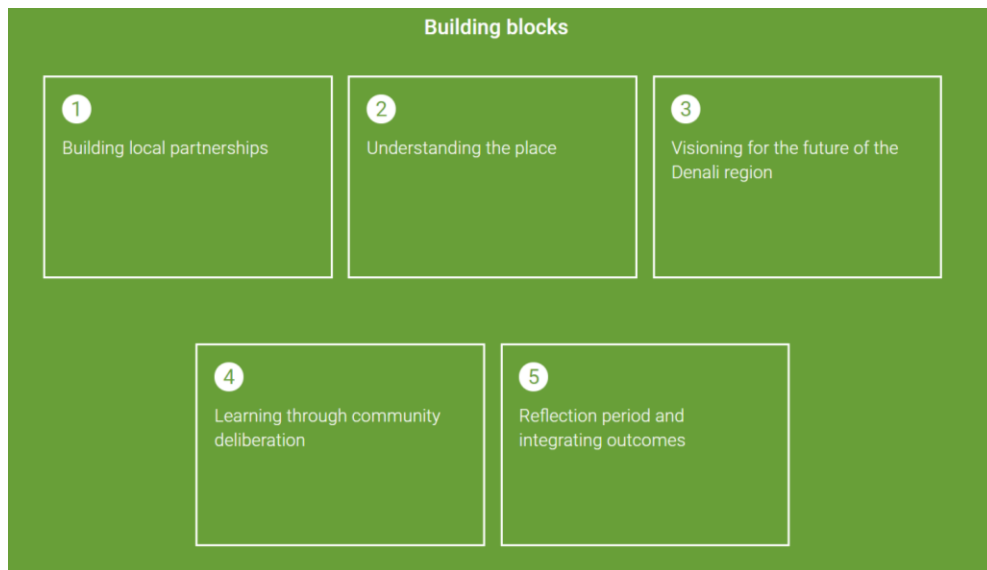 Building blocks
1
Building local partnerships
2
Understanding the place
3
Visioning for the future of the
Denali region
4
Learning through community
deliberation
5
Reflection period and
integrating outcomes